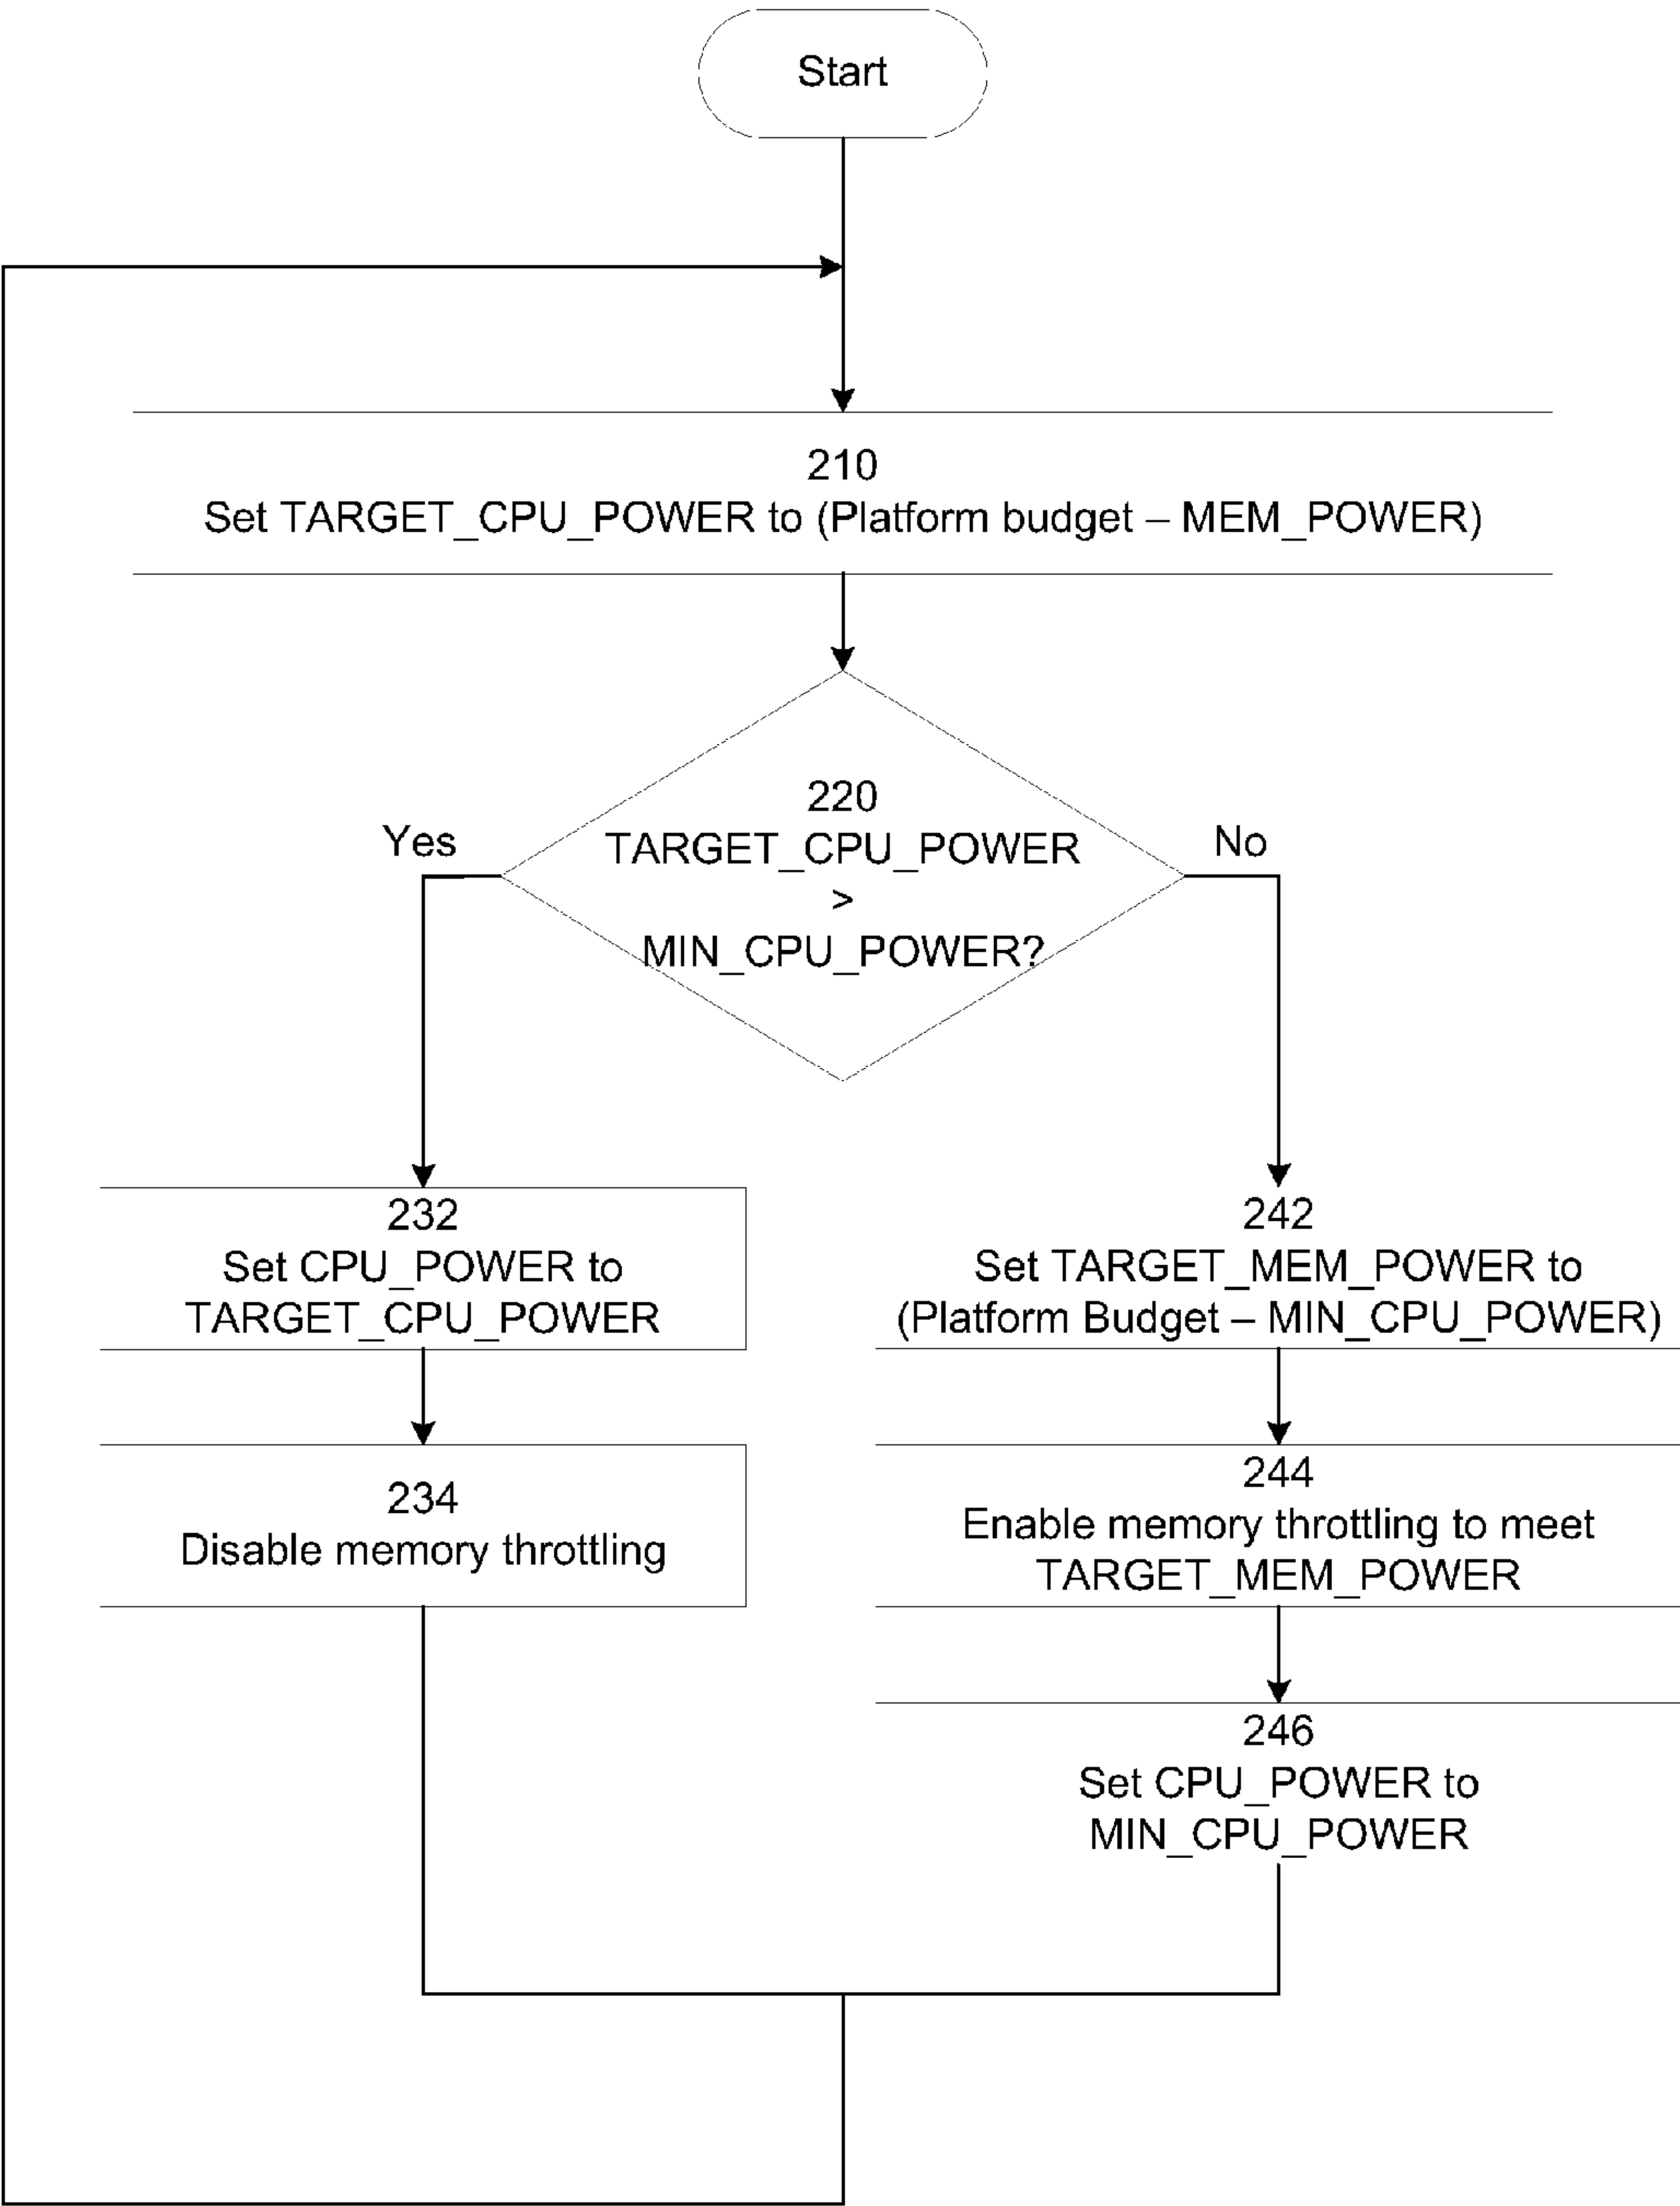 Start
210
Set TARGET_CPU_POWER to (Platform budget – MEM_POWER)
220
TARGET_CPU_POWER
>
MIN_CPU_POWER?
Yes
No
232
Set CPU_POWER to
TARGET_CPU_POWER
234
Disable memory throttling
242
Set TARGET_MEM_POWER to
(Platform Budget – MIN_CPU_POWER)
244
Enable memory throttling to meet
TARGET_MEM_POWER
246
Set CPU_POWER to
MIN_CPU_POWER